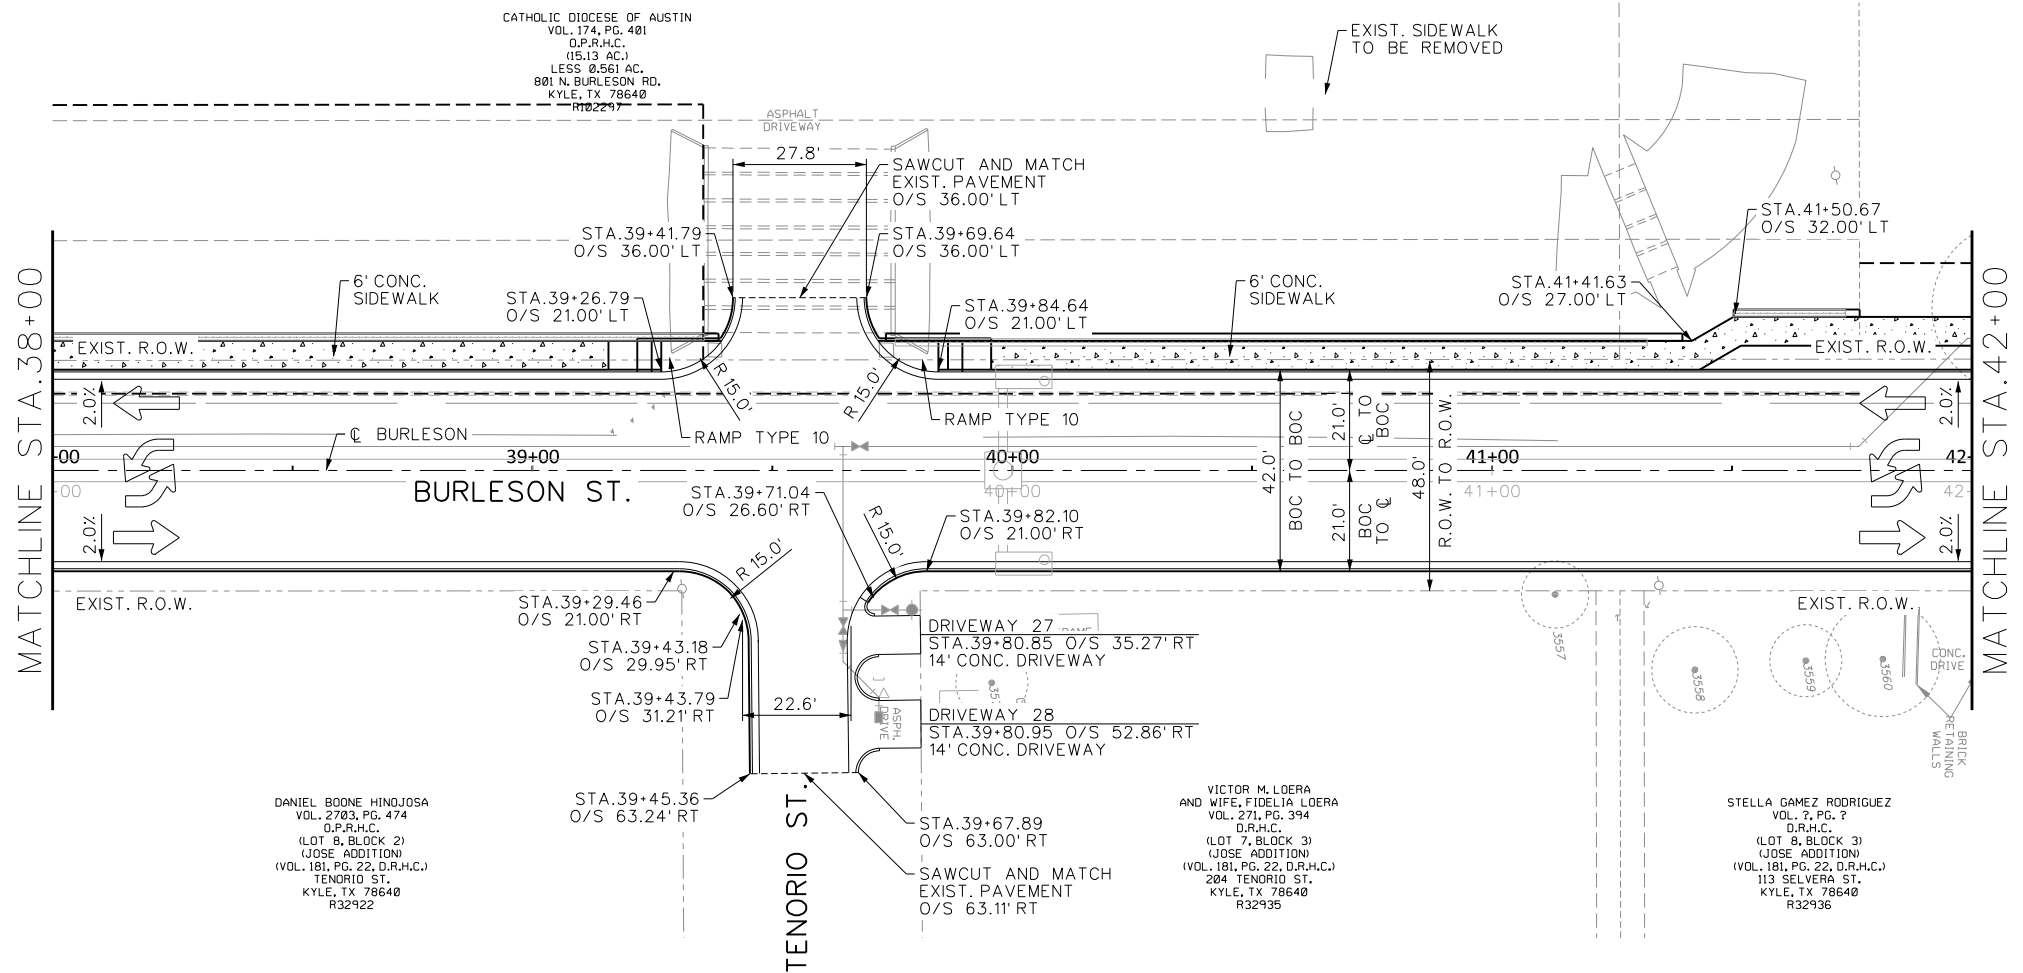 CATHOLIC DIOCESE OF AUSTIN
VOL. 174, PG. 401
O.P.R.H.C.
(15.13 AC.)
LESS 0.561 AC.
801 N. BURLESON RD.
KYLE, TX 78640
R102297
EXIST. SIDEWALK
TO BE REMOVED
ASPHALT
DRIVEWAY
27.8'
SAWCUT AND MATCH
EXIST. PAVEMENT
O/S 36.00' LT
STA.39+41.79
O/S 36.00' LT
STA.39+69.64
O/S 36.00' LT
STA.41+50.67
O/S 32.00' LT
6' CONC.
SIDEWALK
STA.39+26.79
O/S 21.00' LT
STA.39+84.64
O/S 21.00' LT
6' CONC.
SIDEWALK
STA.41+41.63
O/S 27.00' LT
MATCHLINE STA.38+00
MATCHLINE STA.42+00
EXIST. R.O.W.
EXIST. R.O.W.
2.0%
R 15.0'
R 15.0'
2.0%
RAMP TYPE 10
RAMP TYPE 10
℄ BURLESON
42.0'
BOC TO BOC
21.0'
℄ TO
BOC
48.0'
R.O.W. TO R.O.W.
00
39+00
40+00
41+00
42
00
40+00
41+00
42
BURLESON ST.
STA.39+71.04
O/S 26.60' RT
STA.39+82.10
O/S 21.00' RT
21.0'
BOC
TO ℄
2.0%
R 15.0'
R 15.0'
2.0%
EXIST. R.O.W.
EXIST. R.O.W.
STA.39+29.46
O/S 21.00' RT
STA.39+43.18
O/S 29.95' RT
STA.39+43.79
O/S 31.21' RT
22.6'
DRIVEWAY 27
STA.39+80.85 O/S 35.27' RT
14' CONC. DRIVEWAY
DRIVEWAY 28
STA.39+80.95 O/S 52.86' RT
14' CONC. DRIVEWAY
ASPH.
DRIVE
3557
3558
3559
3560
CONC.
DRIVE
BRICK
RETAINING
WALLS
STA.39+45.36
O/S 63.24' RT
TENORIO ST.
STA.39+67.89
O/S 63.00' RT
SAWCUT AND MATCH
EXIST. PAVEMENT
O/S 63.11' RT
DANIEL BOONE HINOJOSA
VOL. 2703, PG. 474
O.P.R.H.C.
(LOT 8, BLOCK 2)
(JOSE ADDITION)
(VOL. 181, PG. 22, D.R.H.C.)
TENORIO ST.
KYLE, TX 78640
R32922
VICTOR M. LOERA
AND WIFE, FIDELIA LOERA
VOL. 271, PG. 394
D.R.H.C.
(LOT 7, BLOCK 3)
(JOSE ADDITION)
(VOL. 181, PG. 22, D.R.H.C.)
204 TENORIO ST.
KYLE, TX 78640
R32935
STELLA GAMEZ RODRIGUEZ
VOL. ?, PG. ?
D.R.H.C.
(LOT 8, BLOCK 3)
(JOSE ADDITION)
(VOL. 181, PG. 22, D.R.H.C.)
113 SELVERA ST.
KYLE, TX 78640
R32936